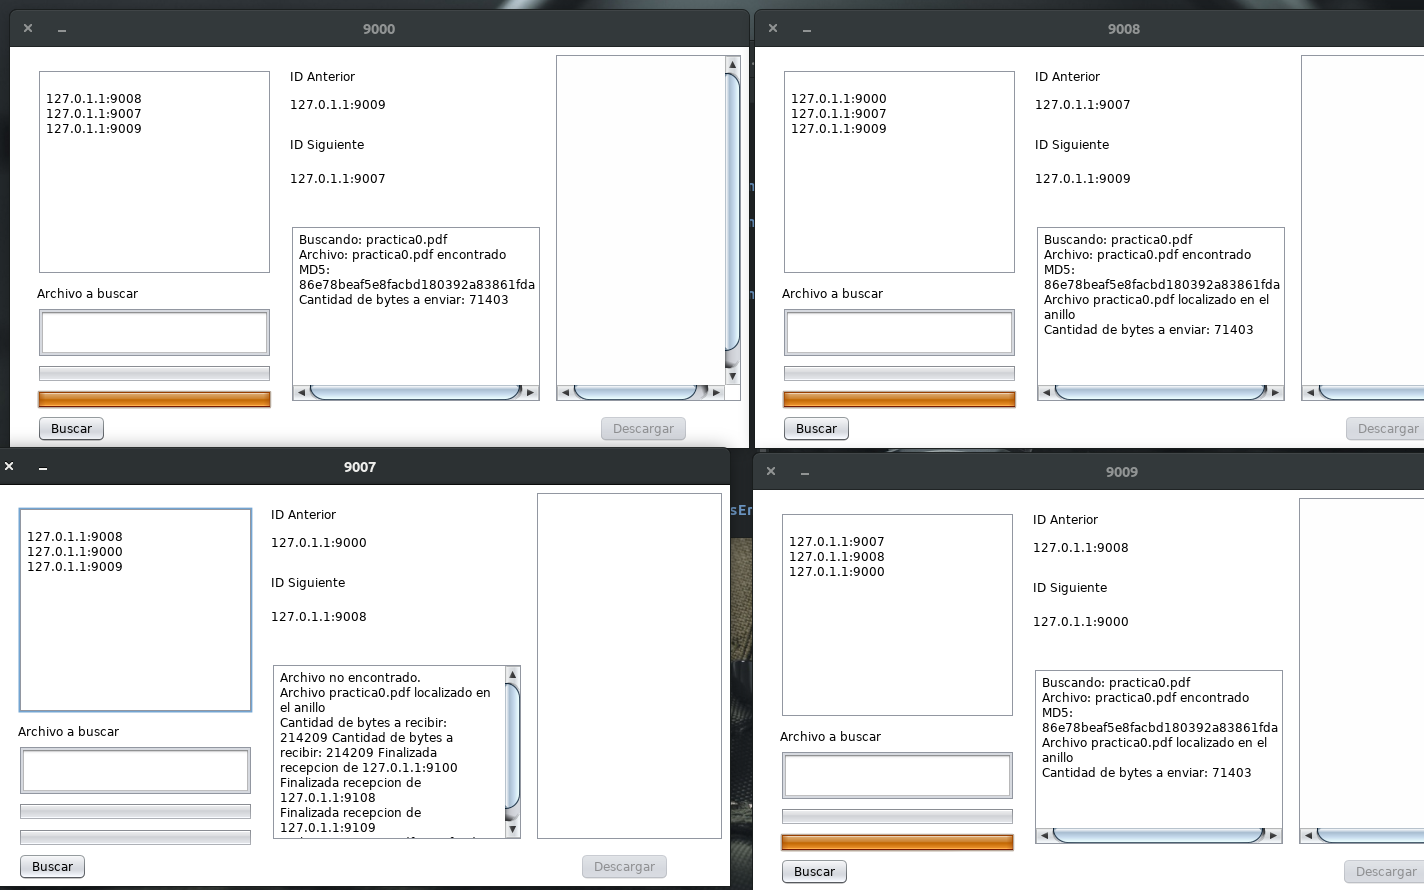 9000
127.0.1.1:9008
127.0.1.1:9007
127.0.1.1:9009
ID Anterior
127.0.1.1:9009
ID Siguiente
127.0.1.1:9007
Buscando: practica0.pdf
Archivo: practica0.pdf encontrado
MD5:
86e78beaf5e8facbd180392a83861fda
Cantidad de bytes a enviar: 71403
Archivo a buscar
Buscar
Descargar
9008
127.0.1.1:9000
127.0.1.1:9007
127.0.1.1:9009
ID Anterior
127.0.1.1:9007
ID Siguiente
127.0.1.1:9009
Buscando: practica0.pdf
Archivo: practica0.pdf encontrado
MD5:
86e78beaf5e8facbd180392a83861fda
Archivo practica0.pdf localizado en el
anillo
Cantidad de bytes a enviar: 71403
Archivo a buscar
Buscar
Descargar
9007
127.0.1.1:9008
127.0.1.1:9000
127.0.1.1:9009
ID Anterior
127.0.1.1:9000
ID Siguiente
127.0.1.1:9008
Archivo no encontrado.
Archivo practica0.pdf localizado en
el anillo
Cantidad de bytes a recibir:
214209 Cantidad de bytes a
recibir: 214209 Finalizada
recepcion de 127.0.1.1:9100
Finalizada recepcion de
127.0.1.1:9108
Finalizada recepcion de
127.0.1.1:9109
Archivo a buscar
Buscar
Descargar
9009
127.0.1.1:9007
127.0.1.1:9008
127.0.1.1:9000
ID Anterior
127.0.1.1:9008
ID Siguiente
127.0.1.1:9000
Buscando: practica0.pdf
Archivo: practica0.pdf encontrado
MD5:
86e78beaf5e8facbd180392a83861fda
Archivo practica0.pdf localizado en el
anillo
Cantidad de bytes a enviar: 71403
Archivo a buscar
Buscar
Descargar